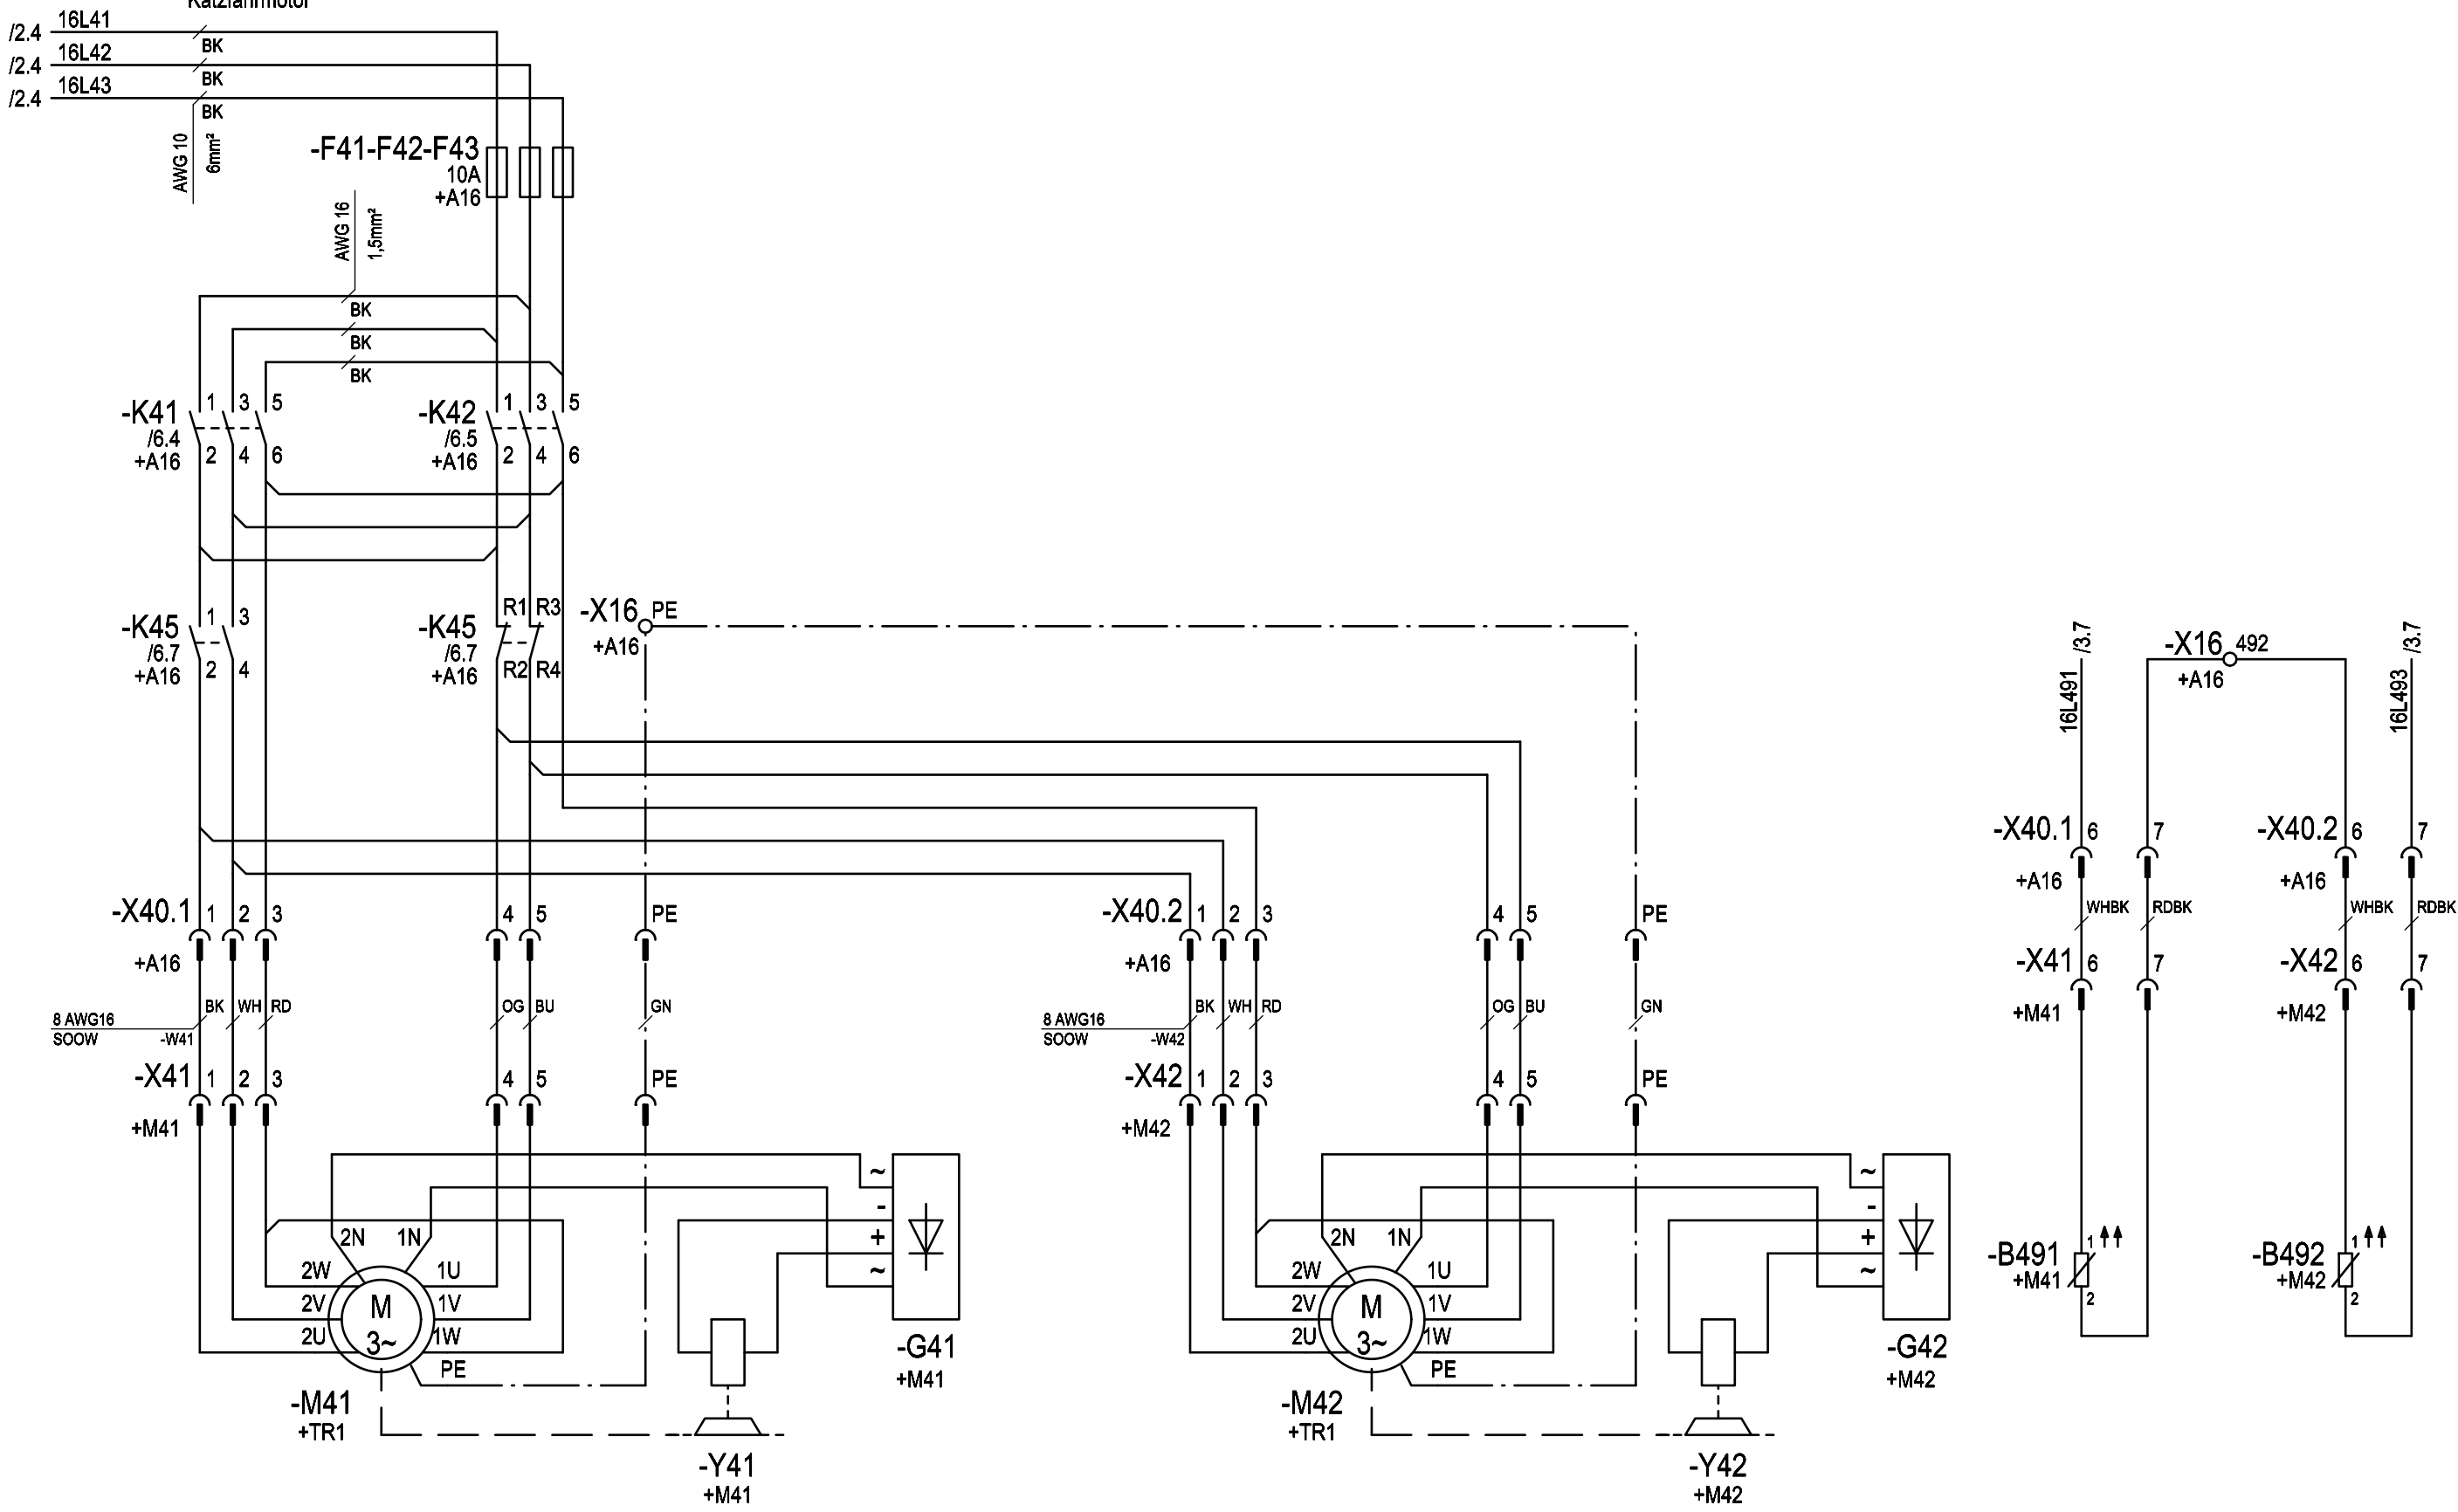 Katzfahrmotor
/2.4 16L41 BK
/2.4 16L42 BK
/2.4 16L43 BK
AWG 10
6mm²
-F41-F42-F43
10A
+A16
AWG 16
1,5mm²
BK
BK
BK
-K41 1 3 5
/6.4
+A16 2 4 6
-K42 1 3 5
/6.5
+A16 2 4 6
-K45 1 3
/6.7
+A16 2 4
-K45 R1 R3
/6.7
+A16 R2 R4
-X16 PE
+A16
16L491 /3.7
-X16 492
+A16
16L493 /3.7
-X40.1 6 7
+A16
WHBK RDBK
-X41 6 7
+M41
-X40.2 6 7
+A16
WHBK RDBK
-X42 6 7
+M42
-X40.1 1 2 3 4 5 PE
+A16
BK WH RD OG BU GN
8 AWG16
SOOW -W41
-X41 1 2 3 4 5 PE
+M41
-X40.2 1 2 3 4 5 PE
+A16
BK WH RD OG BU GN
8 AWG16
SOOW -W42
-X42 1 2 3 4 5 PE
+M42
2N 1N
2W 1U
2V M 1V
2U 3~ 1W
PE
-M41
+TR1
~
-
+
~
-G41
+M41
-Y41
+M41
2N 1N
2W 1U
2V M 1V
2U 3~ 1W
PE
-M42
+TR1
~
-
+
~
-G42
+M42
-Y42
+M42
-B491 1
+M41
2
-B492 1
+M42
2